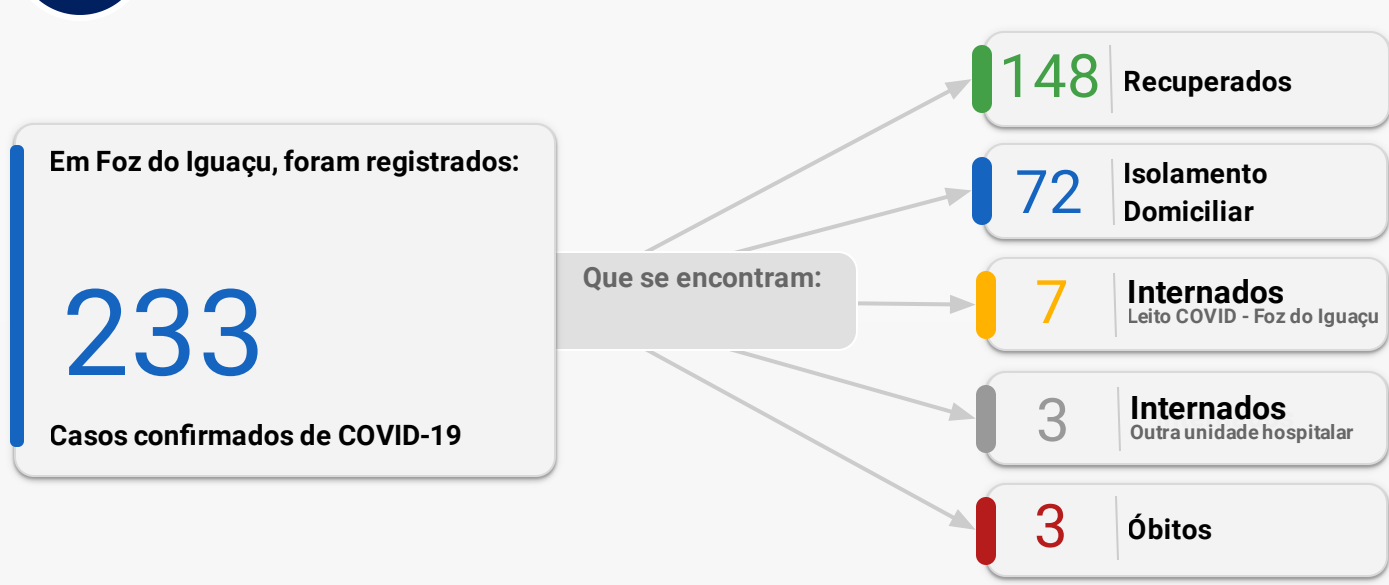 Em Foz do Iguaçu, foram registrados:
233
Casos confirmados de COVID-19
Que se encontram:
148 Recuperados
72 Isolamento
Domiciliar
7 Internados
Leito COVID - Foz do Iguaçu
3 Internados
Outra unidade hospitalar
3 Óbitos